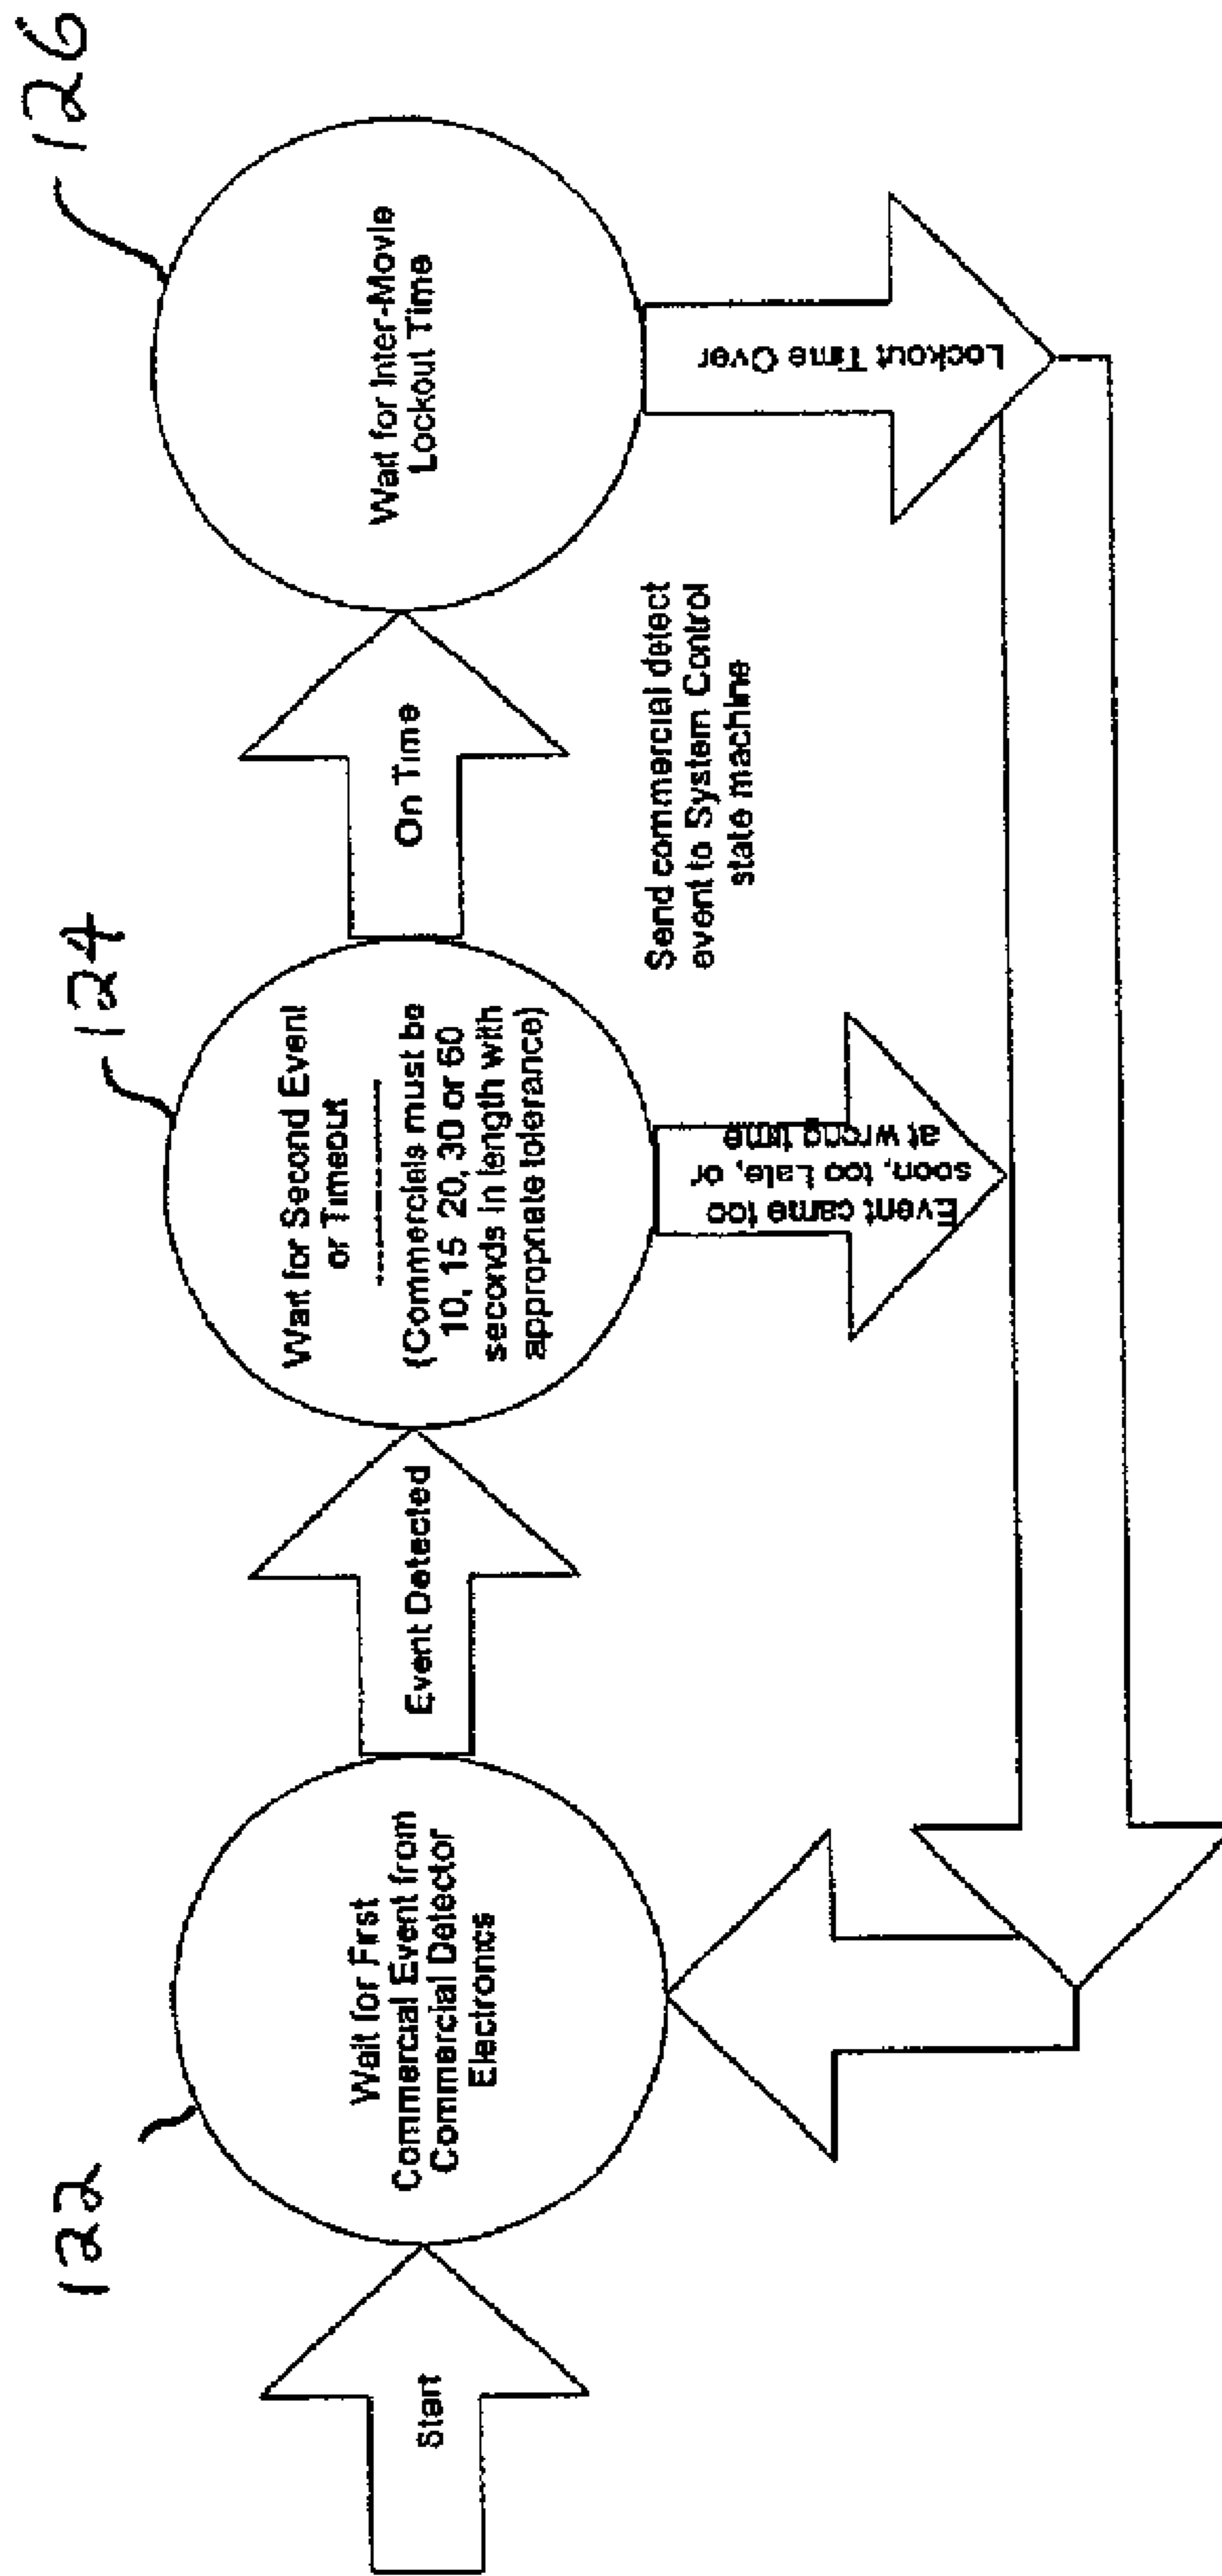 122
124
126
Start
Wait for First
Commercial Event from
Commercial Detector
Electronics
Event Detected
Wait for Second Event
or Timeout
(Commercials must be
10, 15 20, 30 or 60
seconds in length with
appropriate tolerance)
On Time
Wait for Inter-Movie
Lockout Time
Send commercial detect
event to System Control
state machine
Event came too
soon, too Late, or
at wrong time
Lockout Time Over